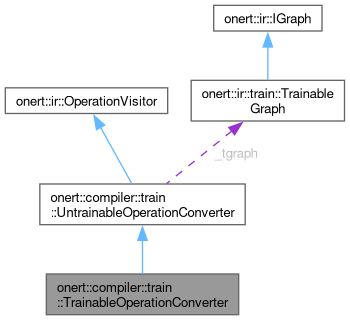 onert::ir::IGraph
onert::ir::OperationVisitor
onert::ir::train::Trainable
Graph
_tgraph
onert::compiler::train
::UntrainableOperationConverter
onert::compiler::train
::TrainableOperationConverter